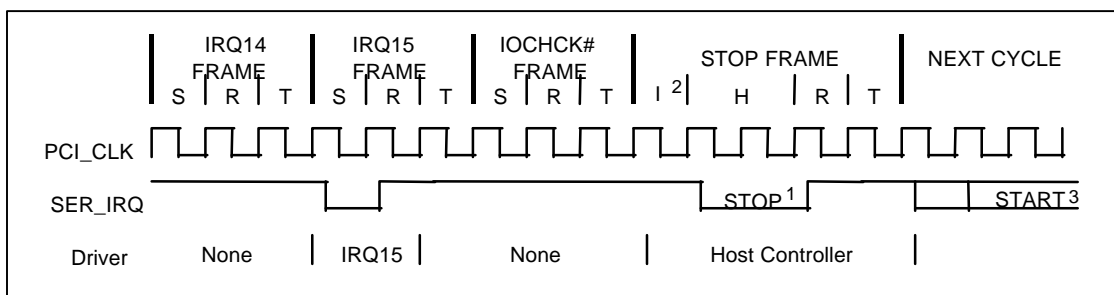 IRQ14 FRAME
IRQ15 FRAME
IOCHCK# FRAME
STOP FRAME
NEXT CYCLE
S R T S R T S R T I 2 H R T
PCI_CLK
SER_IRQ STOP 1 START 3
Driver None IRQ15 None Host Controller